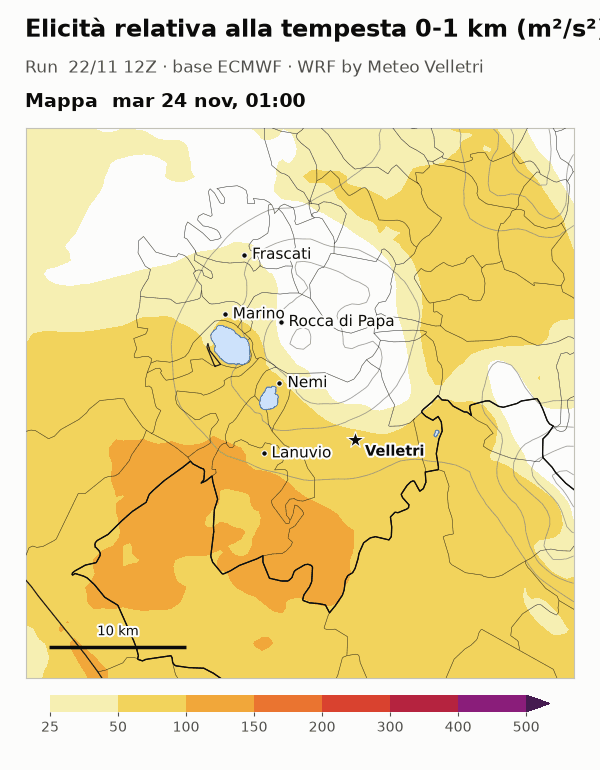 Elicità relativa alla tempesta 0-1 km (m²/s²)
Run 22/11 12Z · base ECMWF · WRF by Meteo Velletri
Mappa mar 24 nov, 01:00
Frascati
Marino
Rocca di Papa
Nemi
Lanuvio
Velletri
10 km
25 50 100 150 200 300 400 500